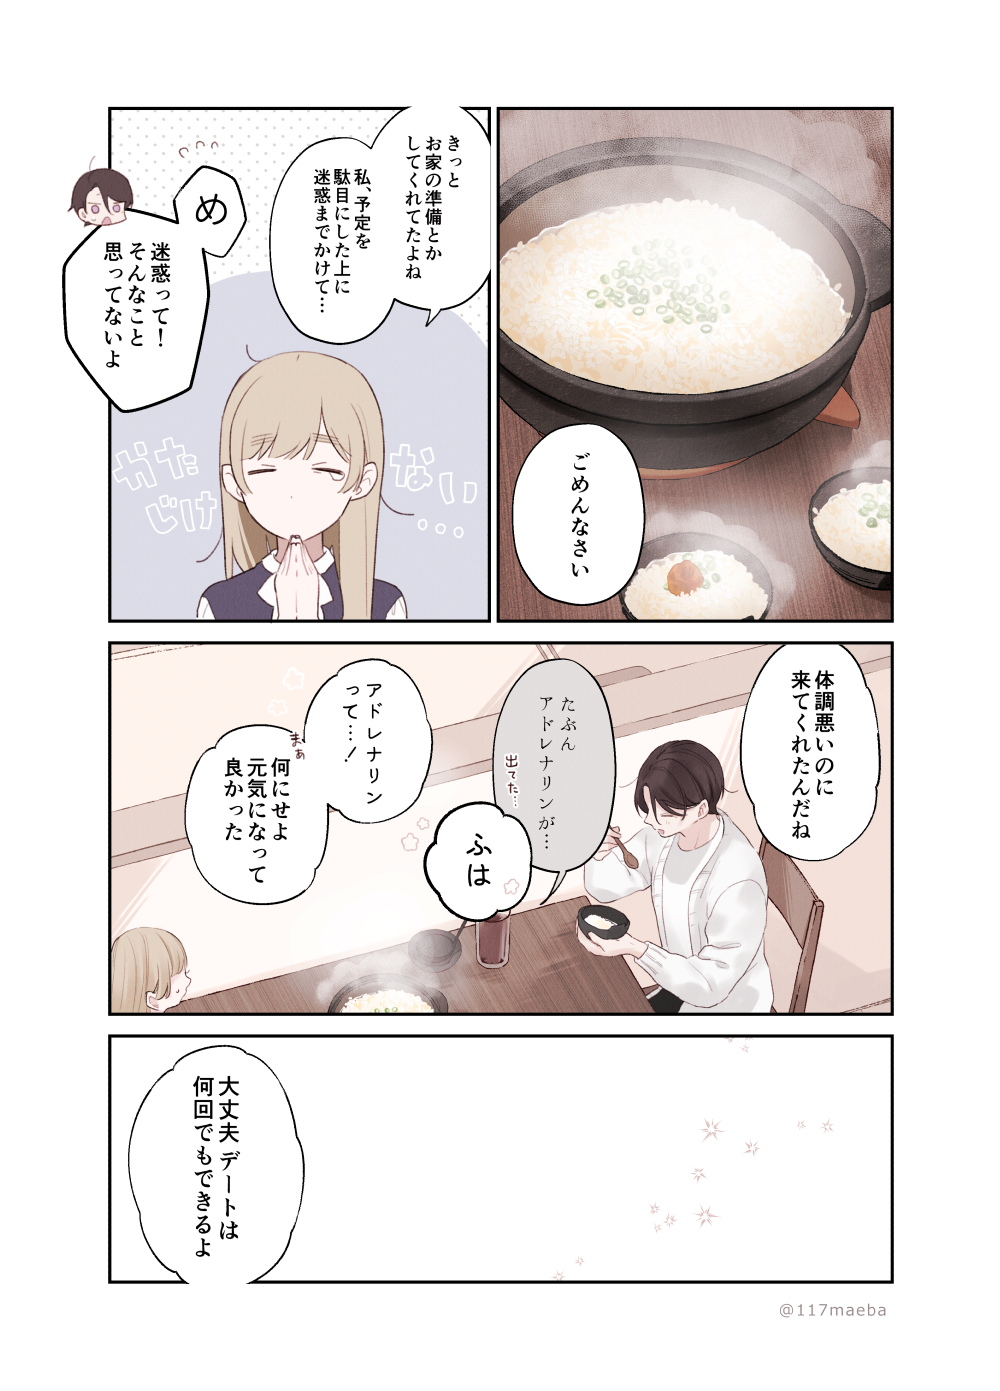 ごめんなさい
きっと
お家の準備とか
してくれてたよね
私、予定を
駄目にした上に
迷惑までかけて…
め
迷惑って!
そんなこと
思ってないよ
かたじけ
ない…
体調悪いのに
来てくれたんだね
たぶん
アドレナリンが…
出てた…
ふは
アドレナリン
って…!
まぁ
何にせよ
元気になって
良かった
大丈夫 デートは
何回でもできるよ
@117maeba